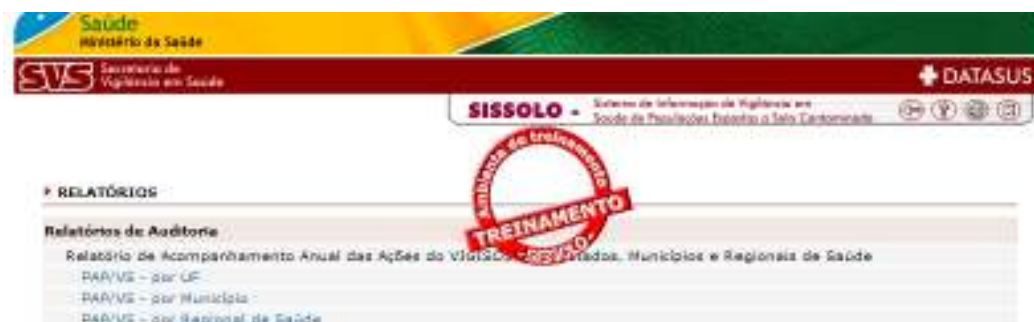 Saúde
Ministério da Saúde
SVS Secretaria de
Vigilância em Saúde
DATASUS
SISSOLO - Sistema de Informação de Vigilância em
Saúde de Populações Expostas a Solo Contaminado
Ambiente de treinamento
TREINAMENTO
RELATÓRIOS
Relatórios de Auditoria
Relatório de Acompanhamento Anual das Ações do Municípios e Regionais de Saúde
PAP/VS - por UF
PAP/VS - por Município
PAP/VS - por Regional de Saúde